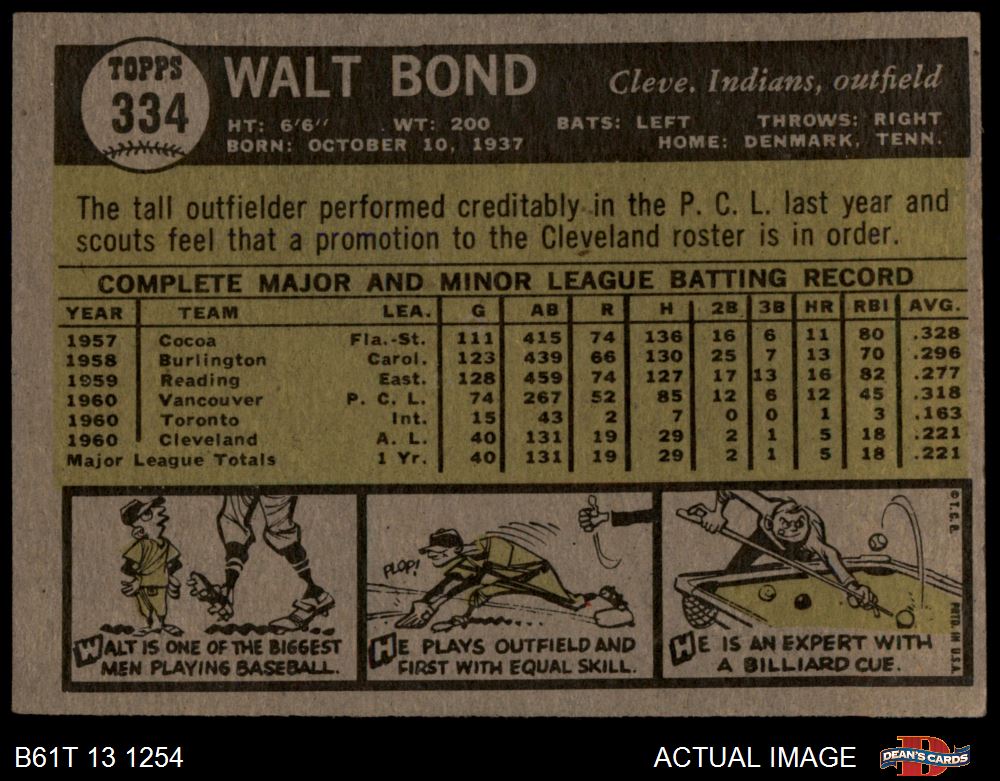 TOPPS
334
WALT BOND
Cleve. Indians, outfield
HT: 6'6" WT: 200 BATS: LEFT THROWS: RIGHT
BORN: OCTOBER 10, 1937 HOME: DENMARK, TENN.
The tall outfielder performed creditably in the P. C. L. last year and
scouts feel that a promotion to the Cleveland roster is in order.
COMPLETE MAJOR AND MINOR LEAGUE BATTING RECORD
YEAR TEAM LEA. G AB R H 2B 3B HR RBI AVG.
1957 Cocoa Fla.-St. 111 415 74 136 16 6 11 80 .328
1958 Burlington Carol. 123 439 66 130 25 7 13 70 .296
1959 Reading East. 128 459 74 127 17 13 16 82 .277
1960 Vancouver P. C. L. 74 267 52 85 12 6 12 45 .318
1960 Toronto Int. 15 43 2 7 0 0 1 3 .163
1960 Cleveland A. L. 40 131 19 29 2 1 5 18 .221
Major League Totals 1 Yr. 40 131 19 29 2 1 5 18 .221
WALT IS ONE OF THE BIGGEST
MEN PLAYING BASEBALL.
PLOP!
HE PLAYS OUTFIELD AND
FIRST WITH EQUAL SKILL.
HE IS AN EXPERT WITH
A BILLIARD CUE.
© T. C. G.
PRTD. IN U.S.A.
B61T 13 1254
ACTUAL IMAGE
DEAN'S CARDS